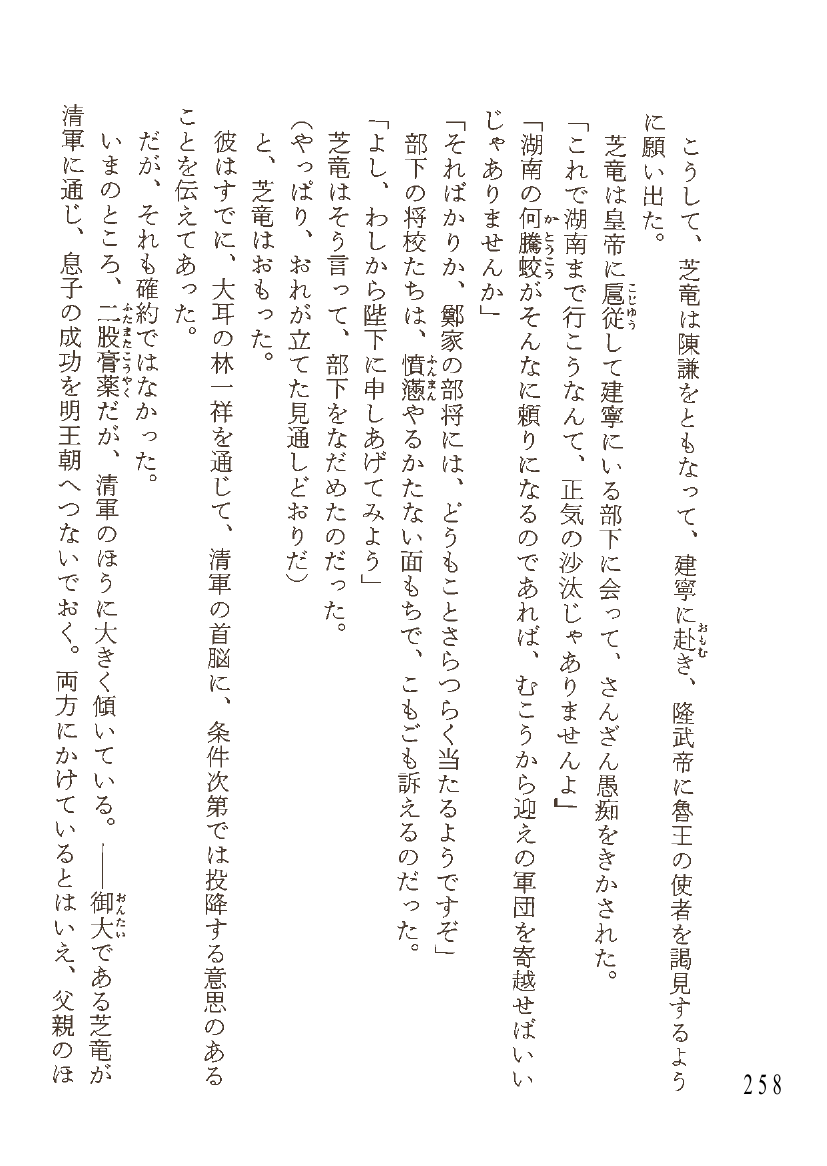 こうして、芝竜は陳謙をともなって、建寧に赴き、隆武帝に魯王の使者を謁見するよう
に願い出た。
芝竜は皇帝に扈従して建寧にいる部下に会って、さんざん愚痴をきかされた。
「これで湖南まで行こうなんて、正気の沙汰じゃありませんよ」
「湖南の何騰蛟がそんなに頼りになるのであれば、むこうから迎えの軍団を寄越せばいい
じゃありませんか」
「そればかりか、鄭家の部将には、どうもことさらつらく当たるようですぞ」
部下の将校たちは、憤懣やるかたない面もちで、こもごも訴えるのだった。
「よし、わしから陛下に申しあげてみよう」
芝竜はそう言って、部下をなだめたのだった。
（やっぱり、おれが立てた見通しどおりだ）
と、芝竜はおもった。
彼はすでに、大耳の林一祥を通じて、清軍の首脳に、条件次第では投降する意思のある
ことを伝えてあった。
だが、それも確約ではなかった。
いまのところ、二股膏薬だが、清軍のほうに大きく傾いている。――御大である芝竜が
清軍に通じ、息子の成功を明王朝へつないでおく。両方にかけているとはいえ、父親のほ
258